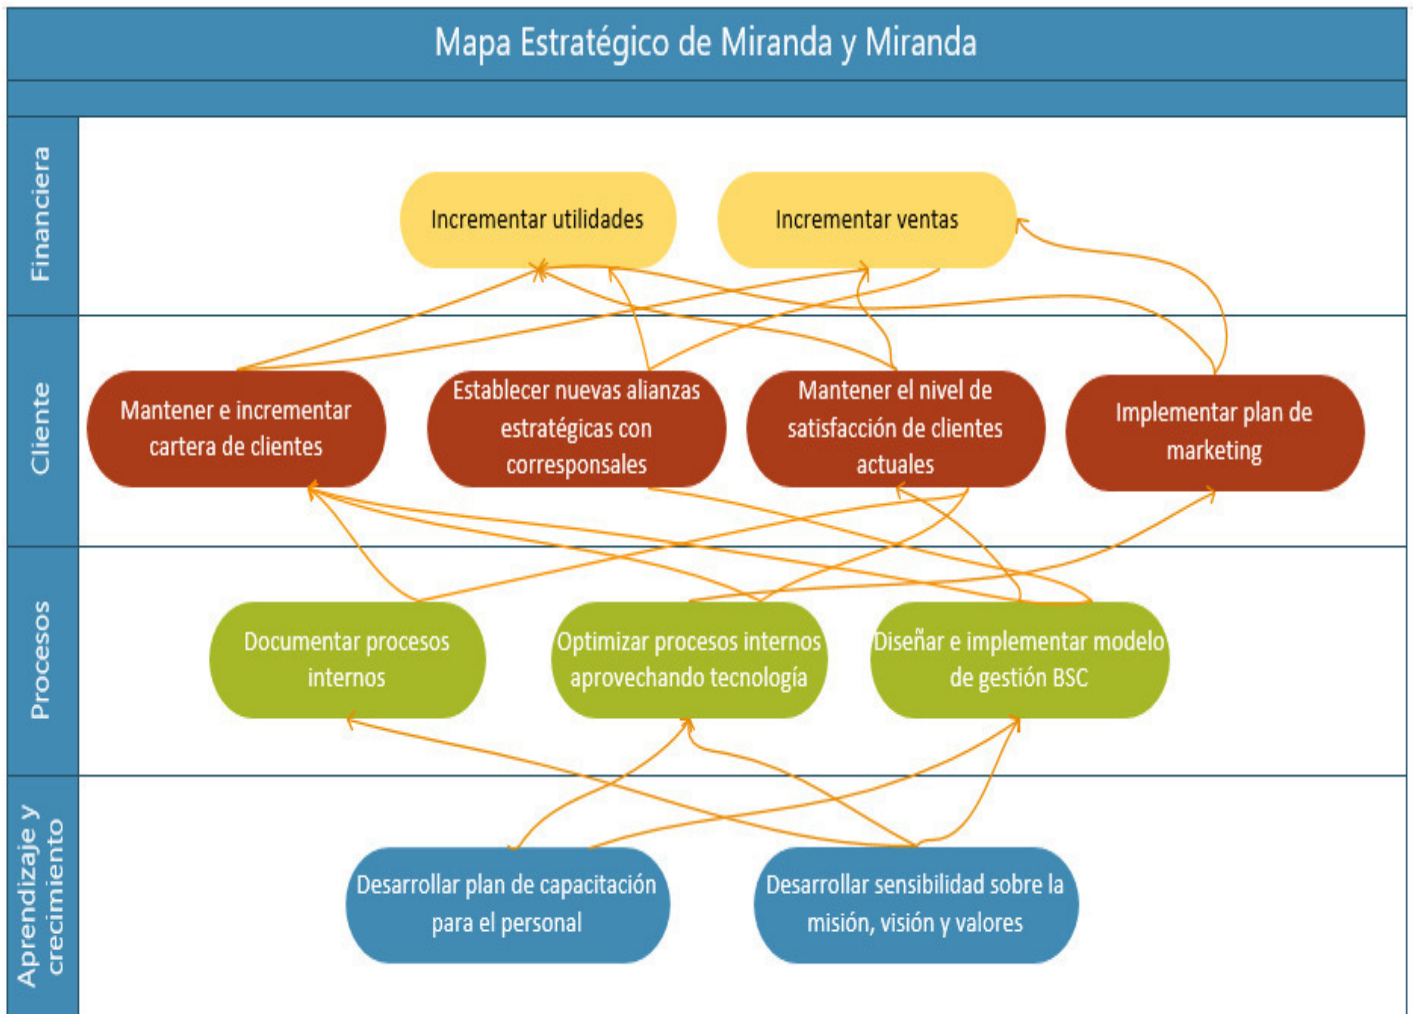 Mapa Estratégico de Miranda y Miranda
Financiera
Incrementar utilidades
Incrementar ventas
Cliente
Mantener e incrementar
cartera de clientes
Establecer nuevas alianzas
estratégicas con
corresponsales
Mantener el nivel de
satisfacción de clientes
actuales
Implementar plan de
marketing
Procesos
Documentar procesos
internos
Optimizar procesos internos
aprovechando tecnología
Diseñar e implementar modelo
de gestión BSC
Aprendizaje y
crecimiento
Desarrollar plan de capacitación
para el personal
Desarrollar sensibilidad sobre la
misión, visión y valores